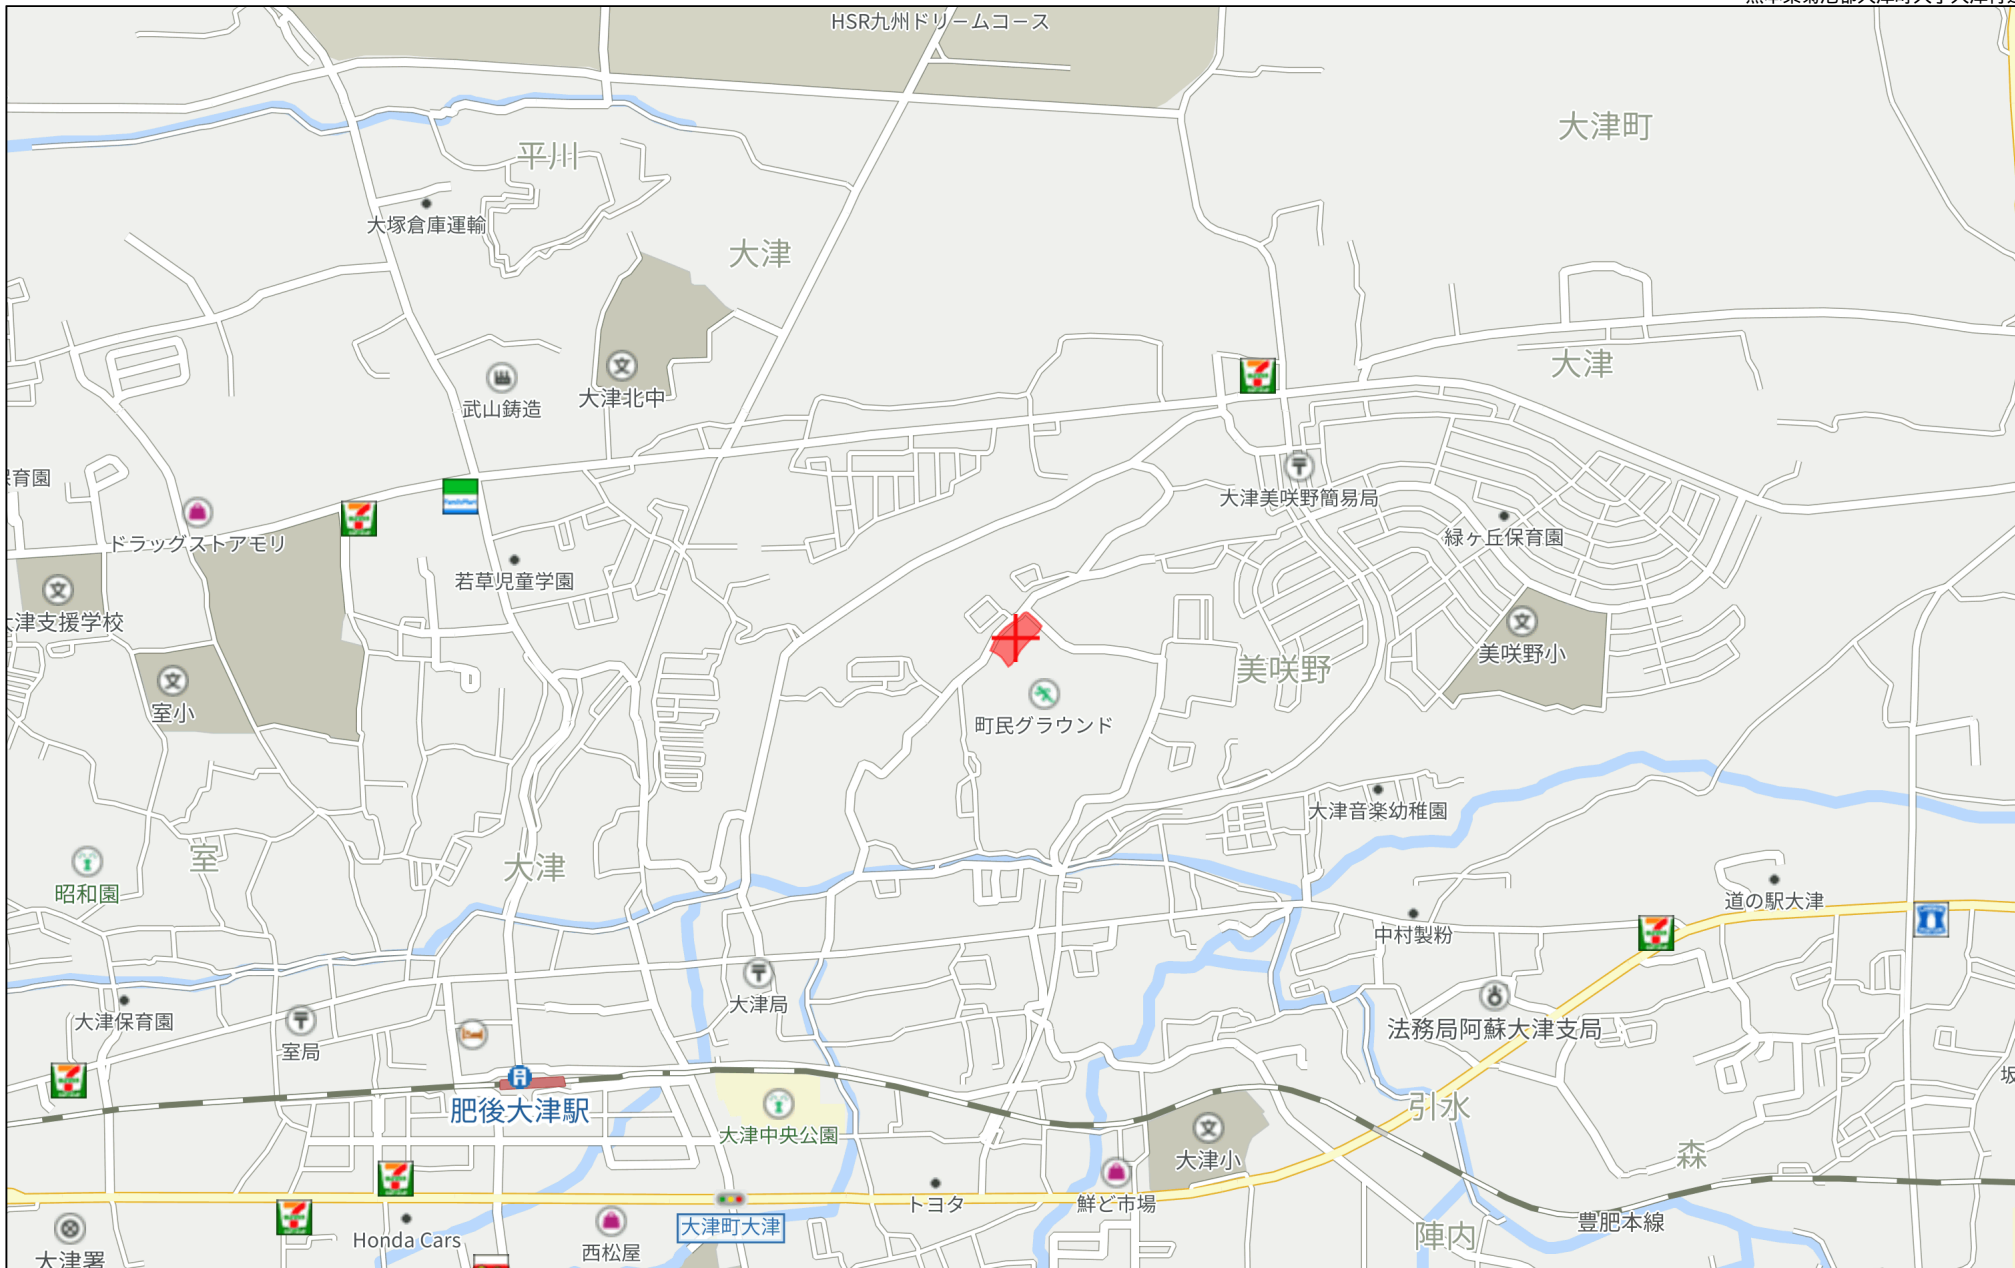 HSR九州ドリームコース
大津町
平川
大塚倉庫運輸
大津
大津
武山鋳造
大津北中
育園
大津美咲野簡易局
ドラッグストアモリ
FamilyMart
緑ヶ丘保育園
若草児童学園
津支援学校
美咲野小
美咲野
室小
町民グラウンド
大津音楽幼稚園
室
大津
昭和園
道の駅大津
中村製粉
大津局
大津保育園
法務局阿蘇大津支局
室局
肥後大津駅
引水
大津中央公園
大津小
森
トヨタ
鮮ど市場
大津町大津
豊肥本線
Honda Cars
西松屋
陣内
大津署